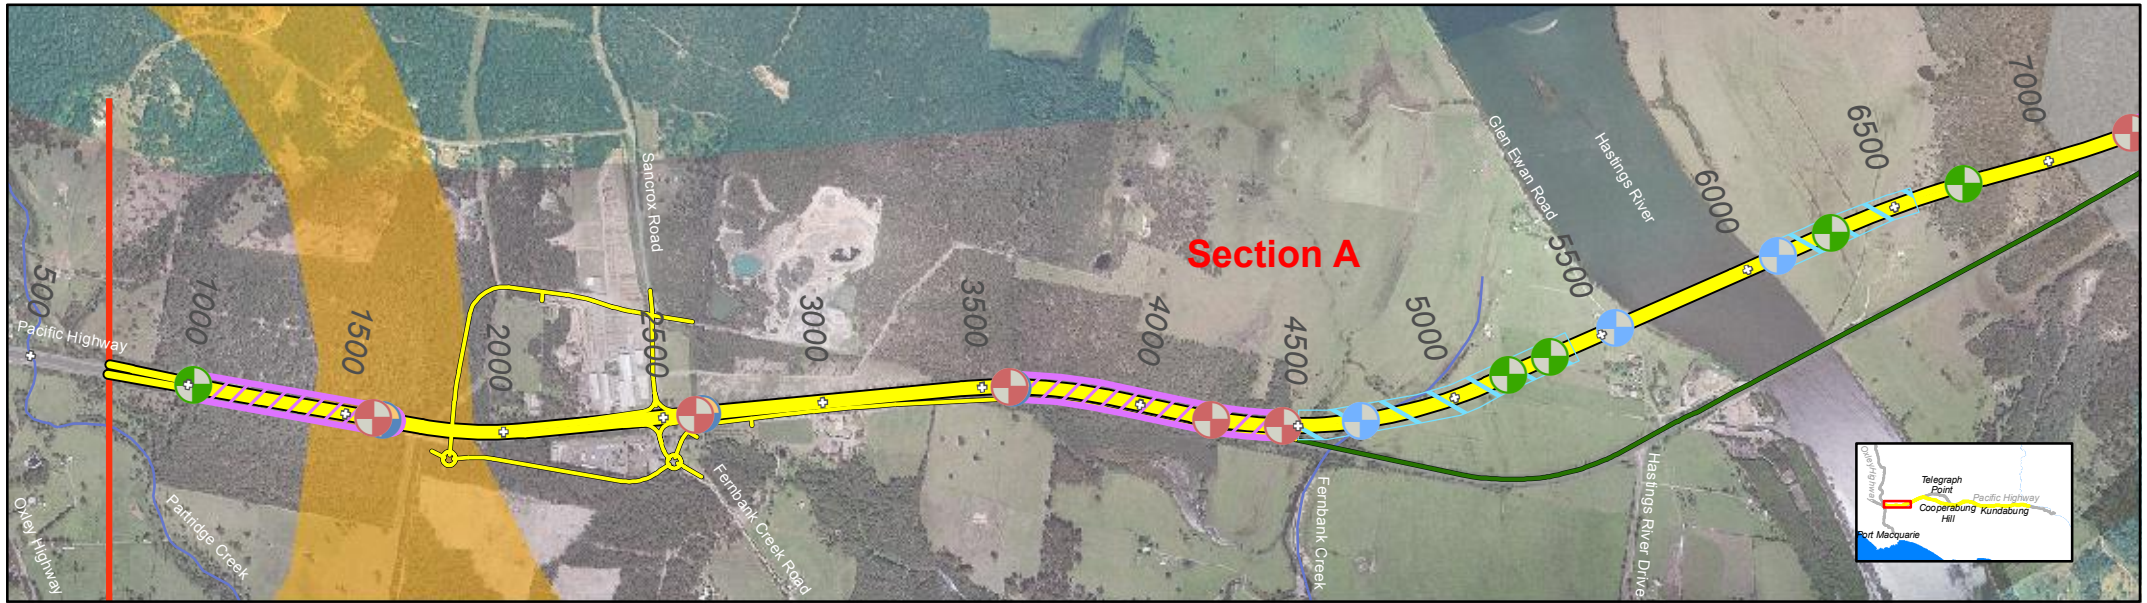 7000
6500
Glen Ewan Road
Hastings River
Sancrox Road
6000
Section A
5500
500
1000
1500
2000
2500
3000
3500
4000
4500
5000
Pacific Highway
Oxley Highway
Partridge Creek
Fernbank Creek Road
Fernbank Creek
Hastings River Drive
Oxley Highway
Telegraph
Point
Pacific Highway
Cooperabung
Hill
Kundabung
Port Macquarie